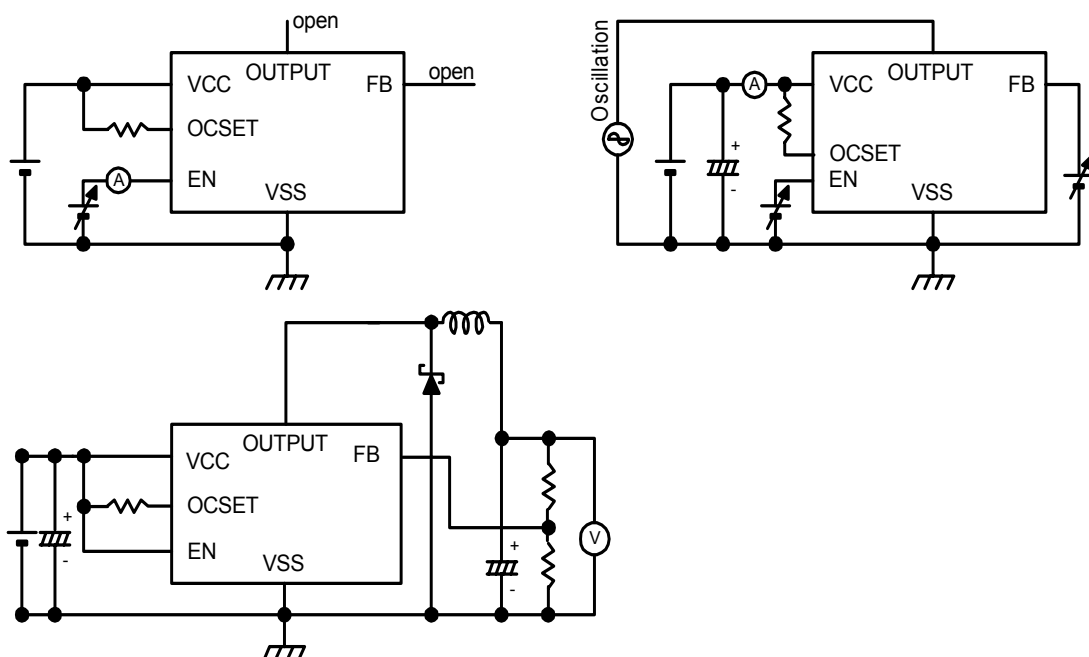 open
OUTPUT
VCC
FB
open
OCSET
A
EN
VSS
Oscillation
A
OUTPUT
VCC
FB
OCSET
EN
VSS
+
-
OUTPUT
VCC
FB
OCSET
EN
VSS
+
-
+
-
V